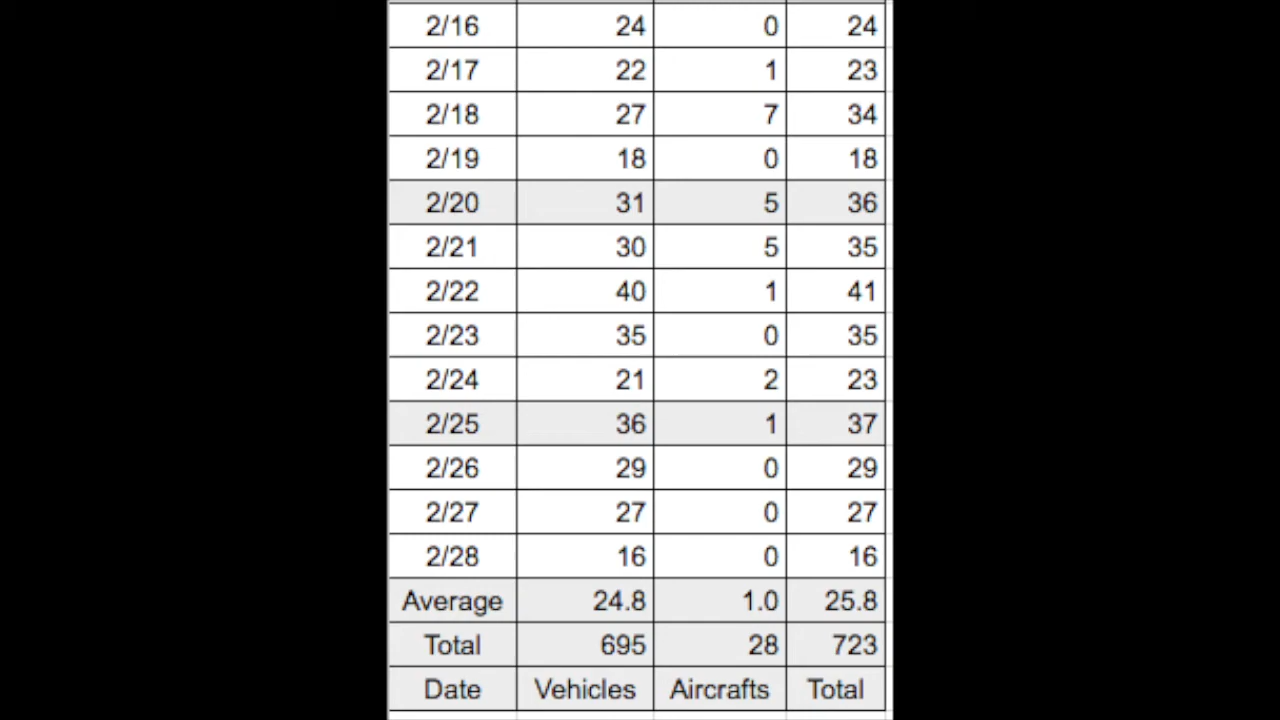 2/16 24 0 24
2/17 22 1 23
2/18 27 7 34
2/19 18 0 18
2/20 31 5 36
2/21 30 5 35
2/22 40 1 41
2/23 35 0 35
2/24 21 2 23
2/25 36 1 37
2/26 29 0 29
2/27 27 0 27
2/28 16 0 16
Average 24.8 1.0 25.8
Total 695 28 723
Date Vehicles Aircrafts Total